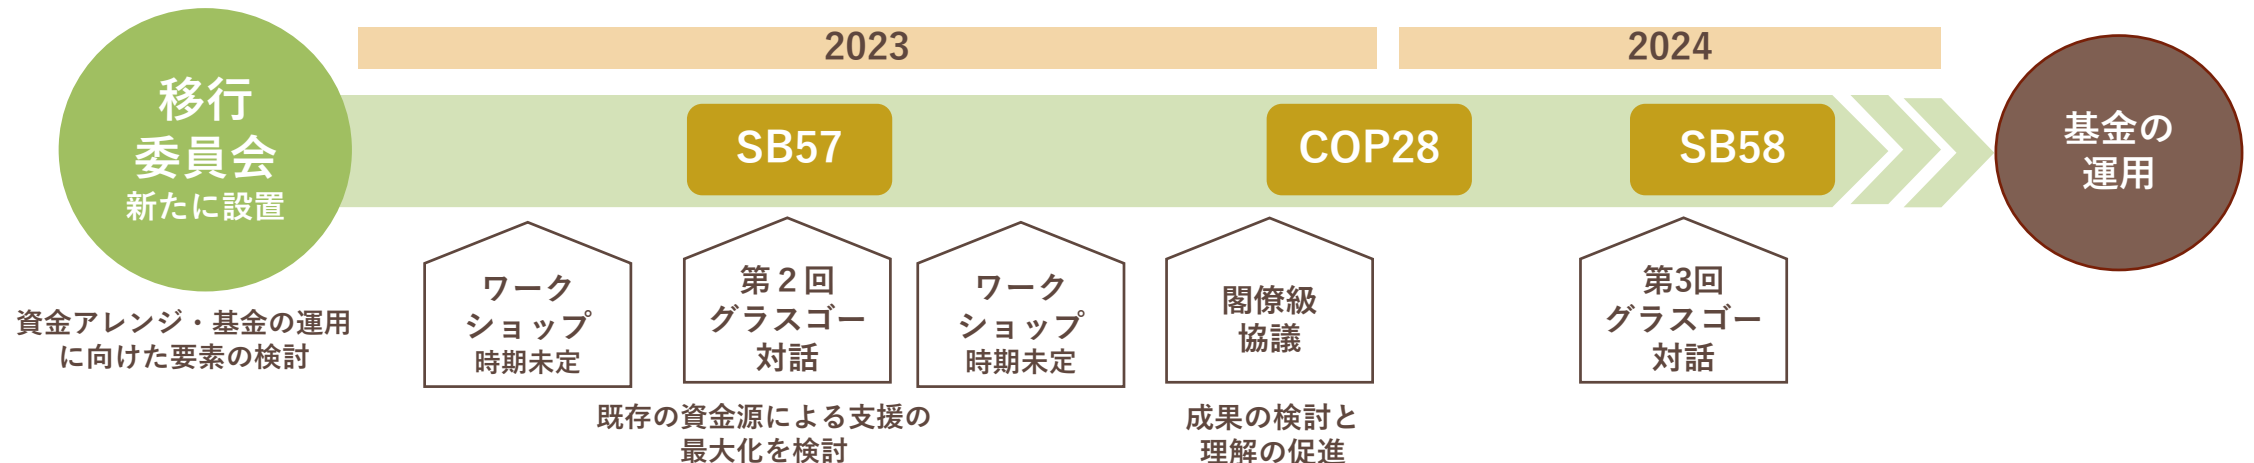 2023
2024
移行
委員会
新たに設置
SB57
COP28
SB58
基金の
運用
資金アレンジ・基金の運用
に向けた要素の検討
ワーク
ショップ
時期未定
第２回
グラスゴー
対話
ワーク
ショップ
時期未定
閣僚級
協議
第3回
グラスゴー
対話
既存の資金源による支援の
最大化を検討
成果の検討と
理解の促進